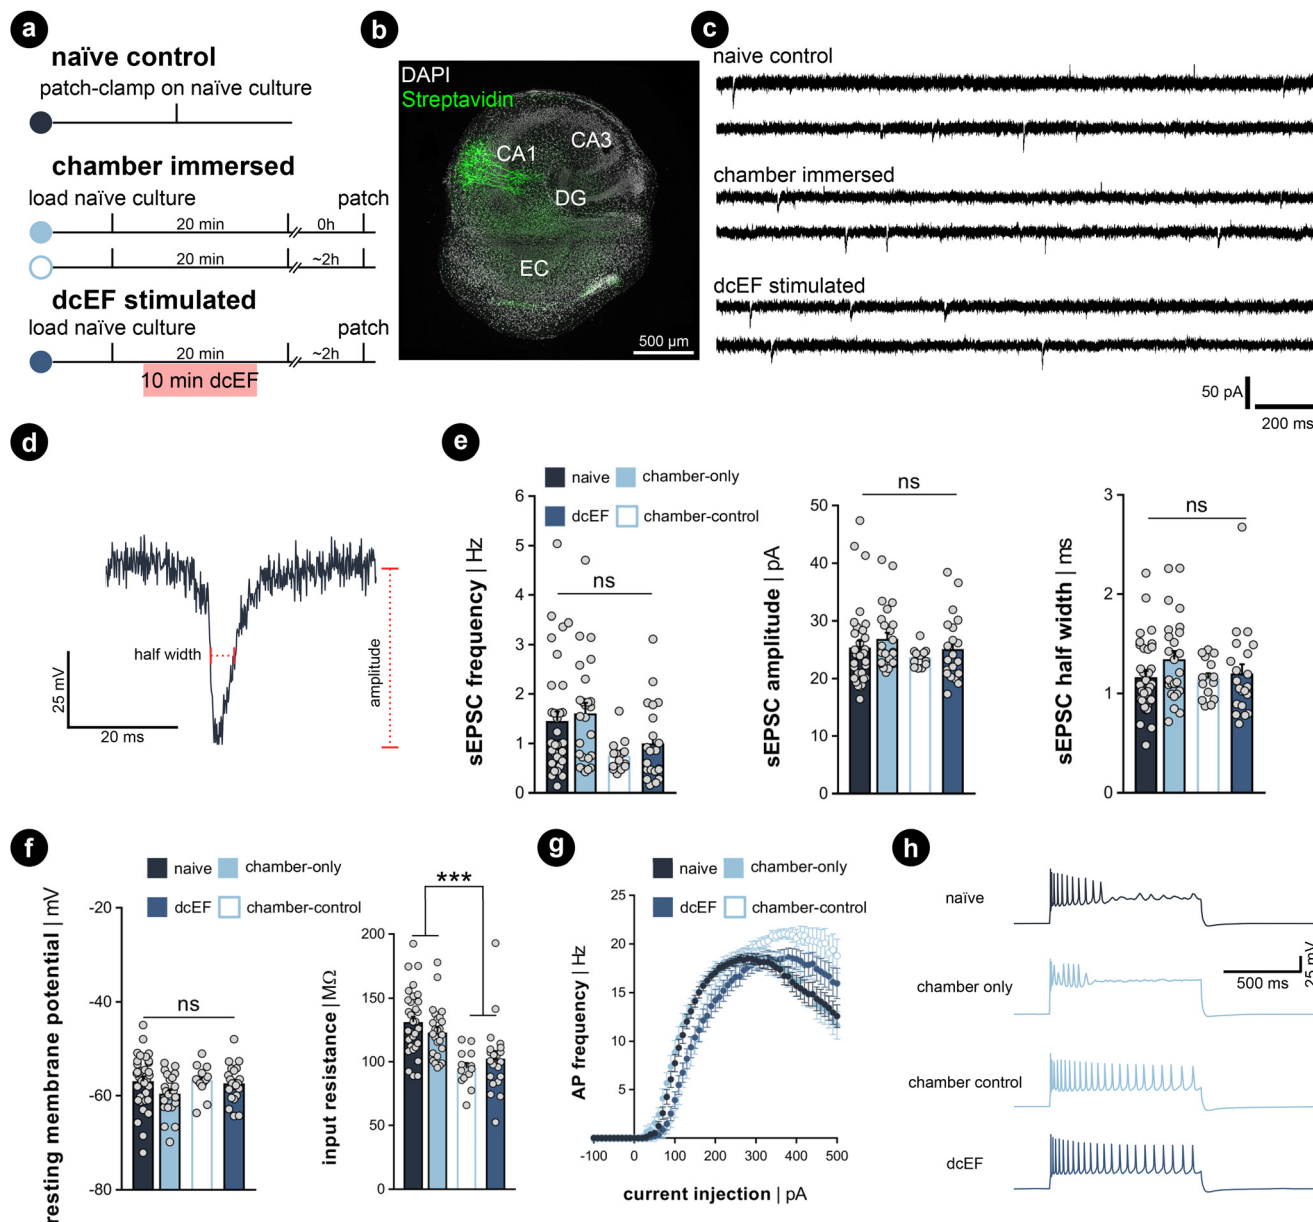 a
naïve control
patch-clamp on naïve culture
chamber immersed
load naïve culture
patch
20 min
0h
20 min
~2h
dcEF stimulated
load naïve culture
patch
20 min
~2h
10 min dcEF
b
DAPI
Streptavidin
CA1
CA3
DG
EC
500 µm
c
naive control
chamber immersed
dcEF stimulated
50 pA
200 ms
d
half width
amplitude
25 mV
20 ms
e
naive
chamber-only
dcEF
chamber-control
sEPSC frequency | Hz
6
5
4
3
2
1
0
ns
sEPSC amplitude | pA
50
40
30
20
10
0
ns
sEPSC half width | ms
3
2
1
0
ns
f
naive
chamber-only
dcEF
chamber-control
resting membrane potential | mV
-20
-40
-60
-80
ns
input resistance | MΩ
200
150
100
50
0
***
g
naive
chamber-only
dcEF
chamber-control
AP frequency | Hz
25
20
15
10
5
-100
0
100
200
300
400
500
current injection | pA
h
naïve
chamber only
chamber control
dcEF
25 mV
500 ms